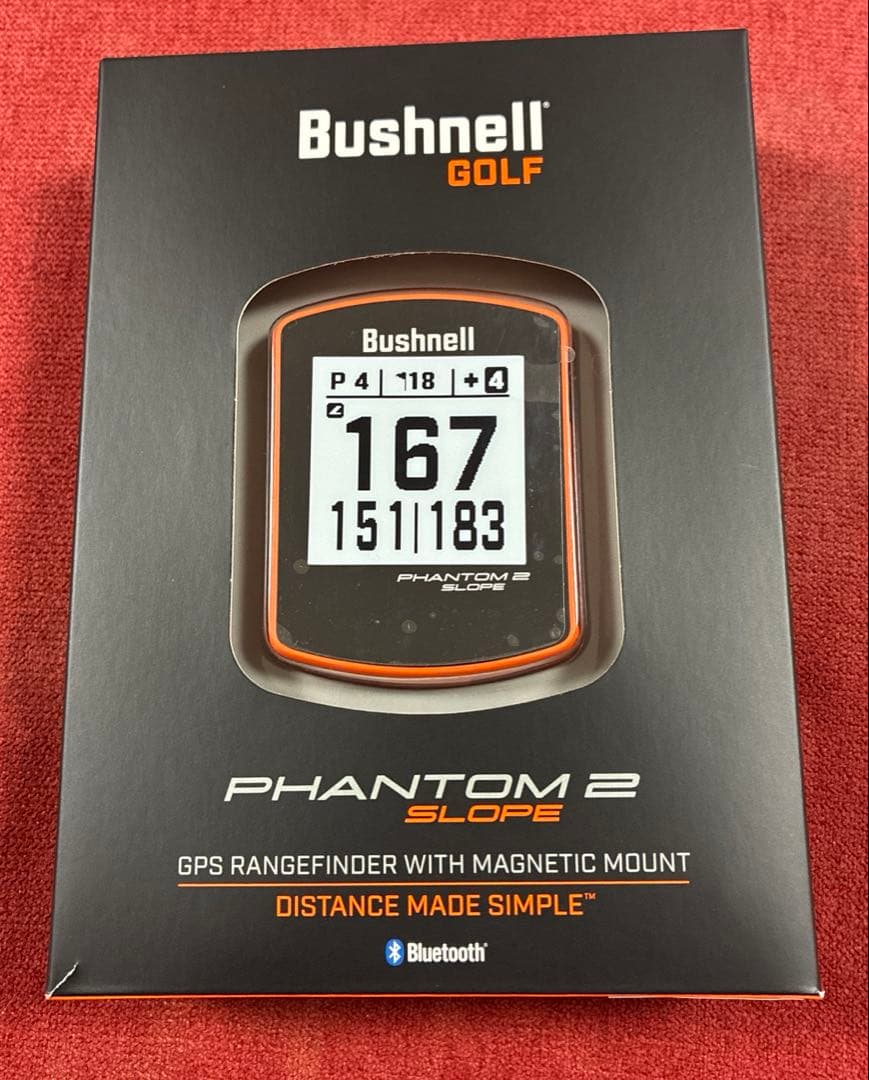 Bushnell®
GOLF
Bushnell
P 4 | 18 | + 4
167
151|183
PHANTOM 2
SLOPE
PHANTOM 2
SLOPE
GPS RANGEFINDER WITH MAGNETIC MOUNT
DISTANCE MADE SIMPLE™
Bluetooth®